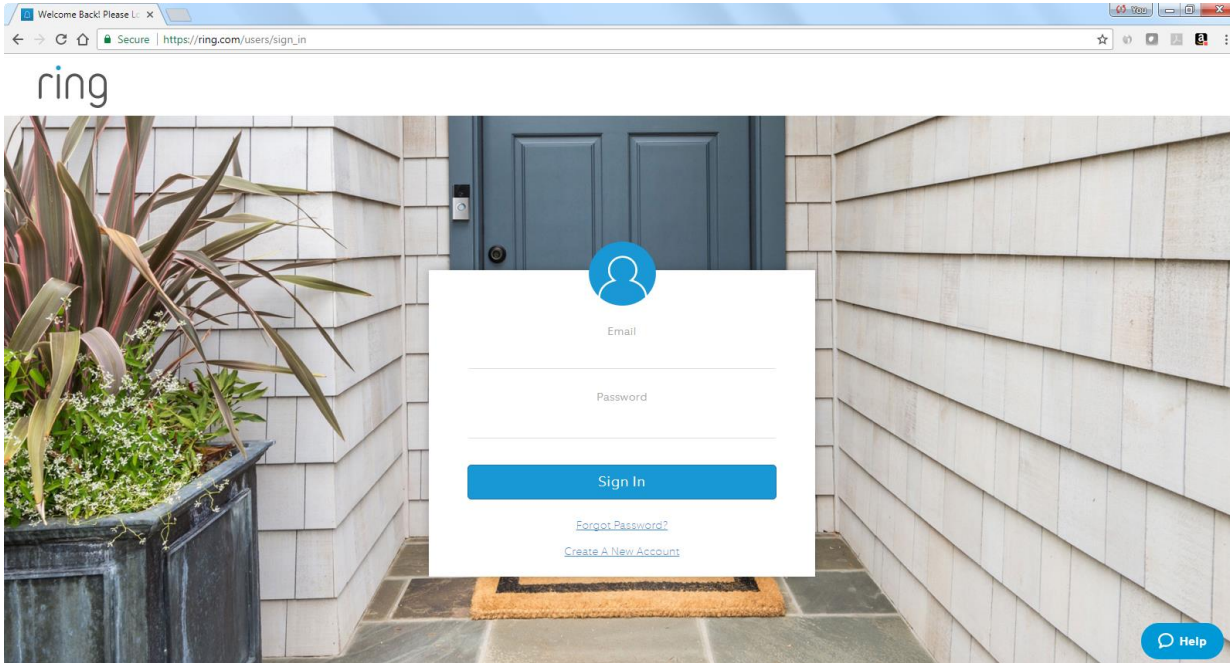 Welcome Back! Please Lo
You
Secure | https://ring.com/users/sign_in
ring
Email
Password
Sign In
Forgot Password?
Create A New Account
Help